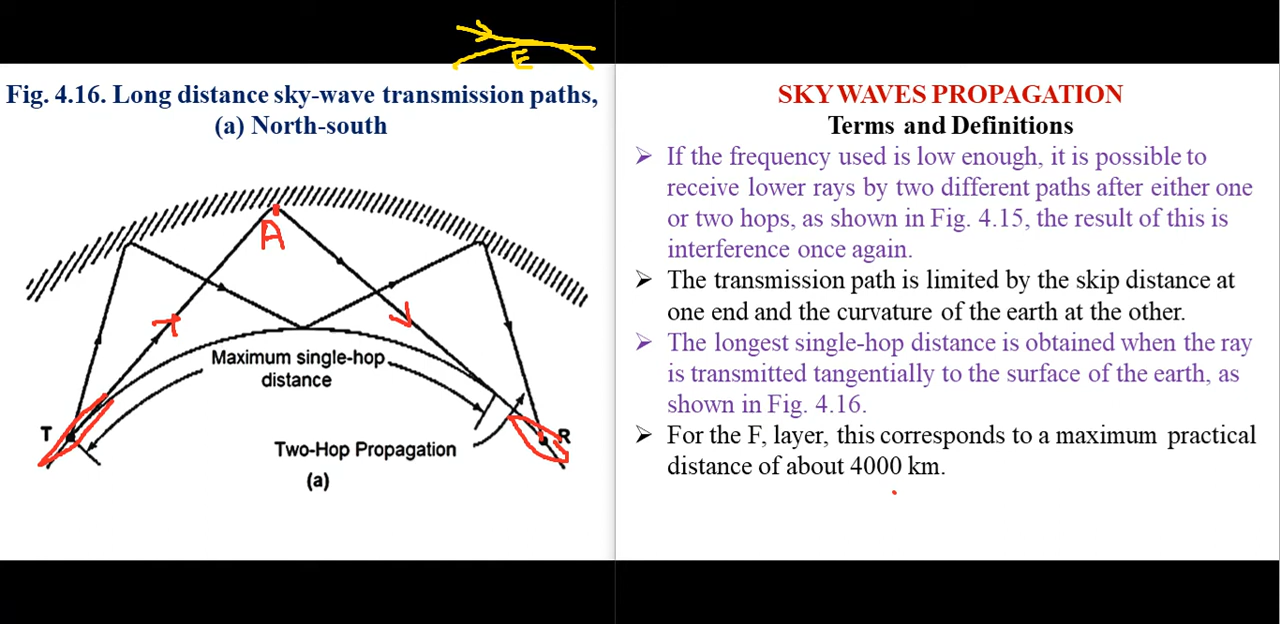 E
Fig. 4.16. Long distance sky-wave transmission paths,
(a) North-south
A
Maximum single-hop
distance
T
R
Two-Hop Propagation
(a)
SKY WAVES PROPAGATION
Terms and Definitions
➢ If the frequency used is low enough, it is possible to
receive lower rays by two different paths after either one
or two hops, as shown in Fig. 4.15, the result of this is
interference once again.
➢ The transmission path is limited by the skip distance at
one end and the curvature of the earth at the other.
➢ The longest single-hop distance is obtained when the ray
is transmitted tangentially to the surface of the earth, as
shown in Fig. 4.16.
➢ For the F, layer, this corresponds to a maximum practical
distance of about 4000 km.